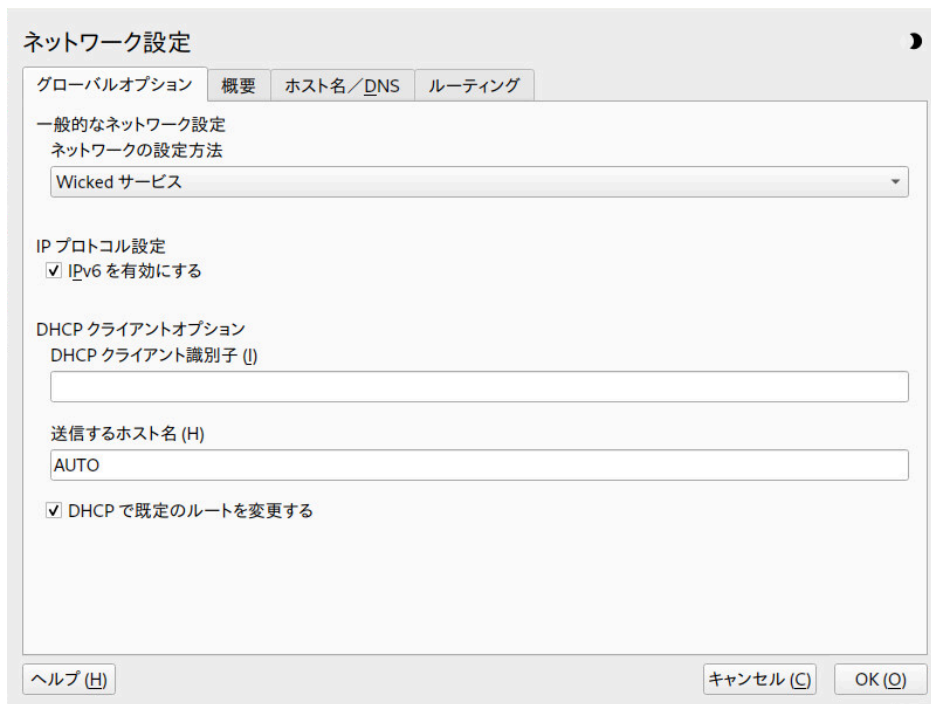 ネットワーク設定
グローバルオプション 概要 ホスト名／DNS ルーティング
一般的なネットワーク設定
ネットワークの設定方法
Wicked サービス
IP プロトコル設定
IPv6 を有効にする
DHCP クライアントオプション
DHCP クライアント識別子 (I)
送信するホスト名 (H)
AUTO
DHCP で既定のルートを変更する
ヘルプ (H) キャンセル (C) OK (O)